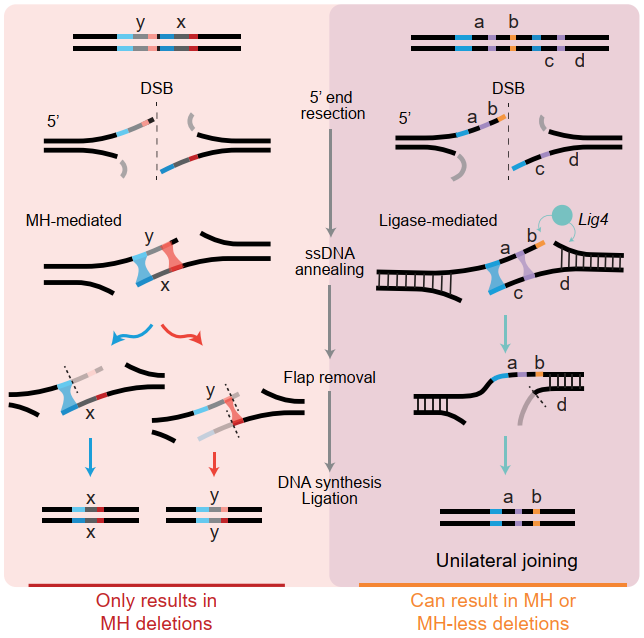 y x
DSB
5'
MH-mediated
y
x
x
y
x
x
y
y
Only results in
MH deletions
5' end
resection
ssDNA
annealing
Flap removal
DNA synthesis
Ligation
a b
c d
DSB
5'
a b
c d
Ligase-mediated
Lig4
a b
c d
a b
d
a b
Unilateral joining
Can result in MH or
MH-less deletions